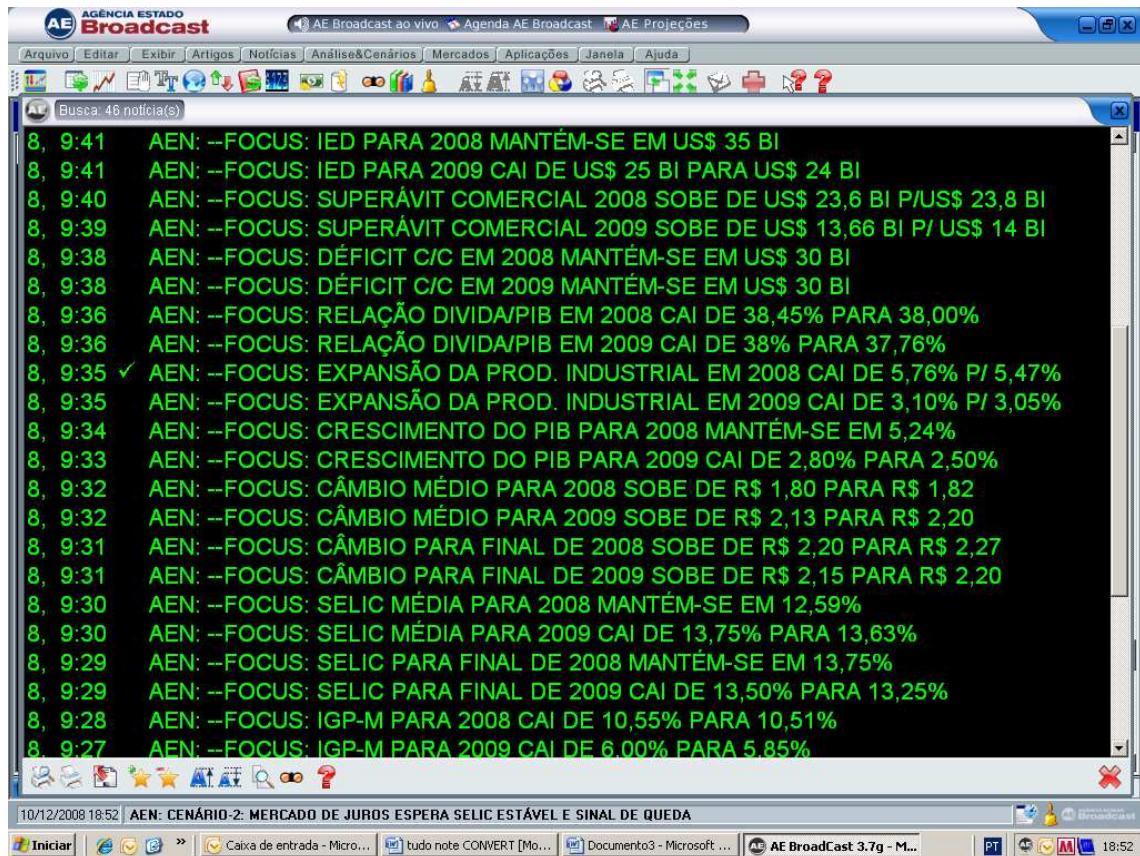 AGÊNCIA ESTADO
AE Broadcast
AE Broadcast ao vivo Agenda AE Broadcast AE Projeções
Arquivo Editar Exibir Artigos Notícias Análise&Cenários Mercados Aplicações Janela Ajuda
AE Busca: 46 notícia(s)
8, 9:41 AEN: --FOCUS: IED PARA 2008 MANTÉM-SE EM US$ 35 BI
8, 9:41 AEN: --FOCUS: IED PARA 2009 CAI DE US$ 25 BI PARA US$ 24 BI
8, 9:40 AEN: --FOCUS: SUPERÁVIT COMERCIAL 2008 SOBE DE US$ 23,6 BI P/US$ 23,8 BI
8, 9:39 AEN: --FOCUS: SUPERÁVIT COMERCIAL 2009 SOBE DE US$ 13,66 BI P/ US$ 14 BI
8, 9:38 AEN: --FOCUS: DÉFICIT C/C EM 2008 MANTÉM-SE EM US$ 30 BI
8, 9:38 AEN: --FOCUS: DÉFICIT C/C EM 2009 MANTÉM-SE EM US$ 30 BI
8, 9:36 AEN: --FOCUS: RELAÇÃO DIVIDA/PIB EM 2008 CAI DE 38,45% PARA 38,00%
8, 9:36 AEN: --FOCUS: RELAÇÃO DIVIDA/PIB EM 2009 CAI DE 38% PARA 37,76%
8, 9:35 ✓ AEN: --FOCUS: EXPANSÃO DA PROD. INDUSTRIAL EM 2008 CAI DE 5,76% P/ 5,47%
8, 9:35 AEN: --FOCUS: EXPANSÃO DA PROD. INDUSTRIAL EM 2009 CAI DE 3,10% P/ 3,05%
8, 9:34 AEN: --FOCUS: CRESCIMENTO DO PIB PARA 2008 MANTÉM-SE EM 5,24%
8, 9:33 AEN: --FOCUS: CRESCIMENTO DO PIB PARA 2009 CAI DE 2,80% PARA 2,50%
8, 9:32 AEN: --FOCUS: CÂMBIO MÉDIO PARA 2008 SOBE DE R$ 1,80 PARA R$ 1,82
8, 9:32 AEN: --FOCUS: CÂMBIO MÉDIO PARA 2009 SOBE DE R$ 2,13 PARA R$ 2,20
8, 9:31 AEN: --FOCUS: CÂMBIO PARA FINAL DE 2008 SOBE DE R$ 2,20 PARA R$ 2,27
8, 9:31 AEN: --FOCUS: CÂMBIO PARA FINAL DE 2009 SOBE DE R$ 2,15 PARA R$ 2,20
8, 9:30 AEN: --FOCUS: SELIC MÉDIA PARA 2008 MANTÉM-SE EM 12,59%
8, 9:30 AEN: --FOCUS: SELIC MÉDIA PARA 2009 CAI DE 13,75% PARA 13,63%
8, 9:29 AEN: --FOCUS: SELIC PARA FINAL DE 2008 MANTÉM-SE EM 13,75%
8, 9:29 AEN: --FOCUS: SELIC PARA FINAL DE 2009 CAI DE 13,50% PARA 13,25%
8, 9:28 AEN: --FOCUS: IGP-M PARA 2008 CAI DE 10,55% PARA 10,51%
8, 9:27 AEN: --FOCUS: IGP-M PARA 2009 CAI DE 6,00% PARA 5,85%
10/12/2008 18:52 AEN: CENÁRIO-2: MERCADO DE JUROS ESPERA SELIC ESTÁVEL E SINAL DE QUEDA
Iniciar Caixa de entrada - Micro... tudo note CONVERT [Mo... Documento3 - Microsoft ... AE BroadCast 3.7g - M... PT 18:52